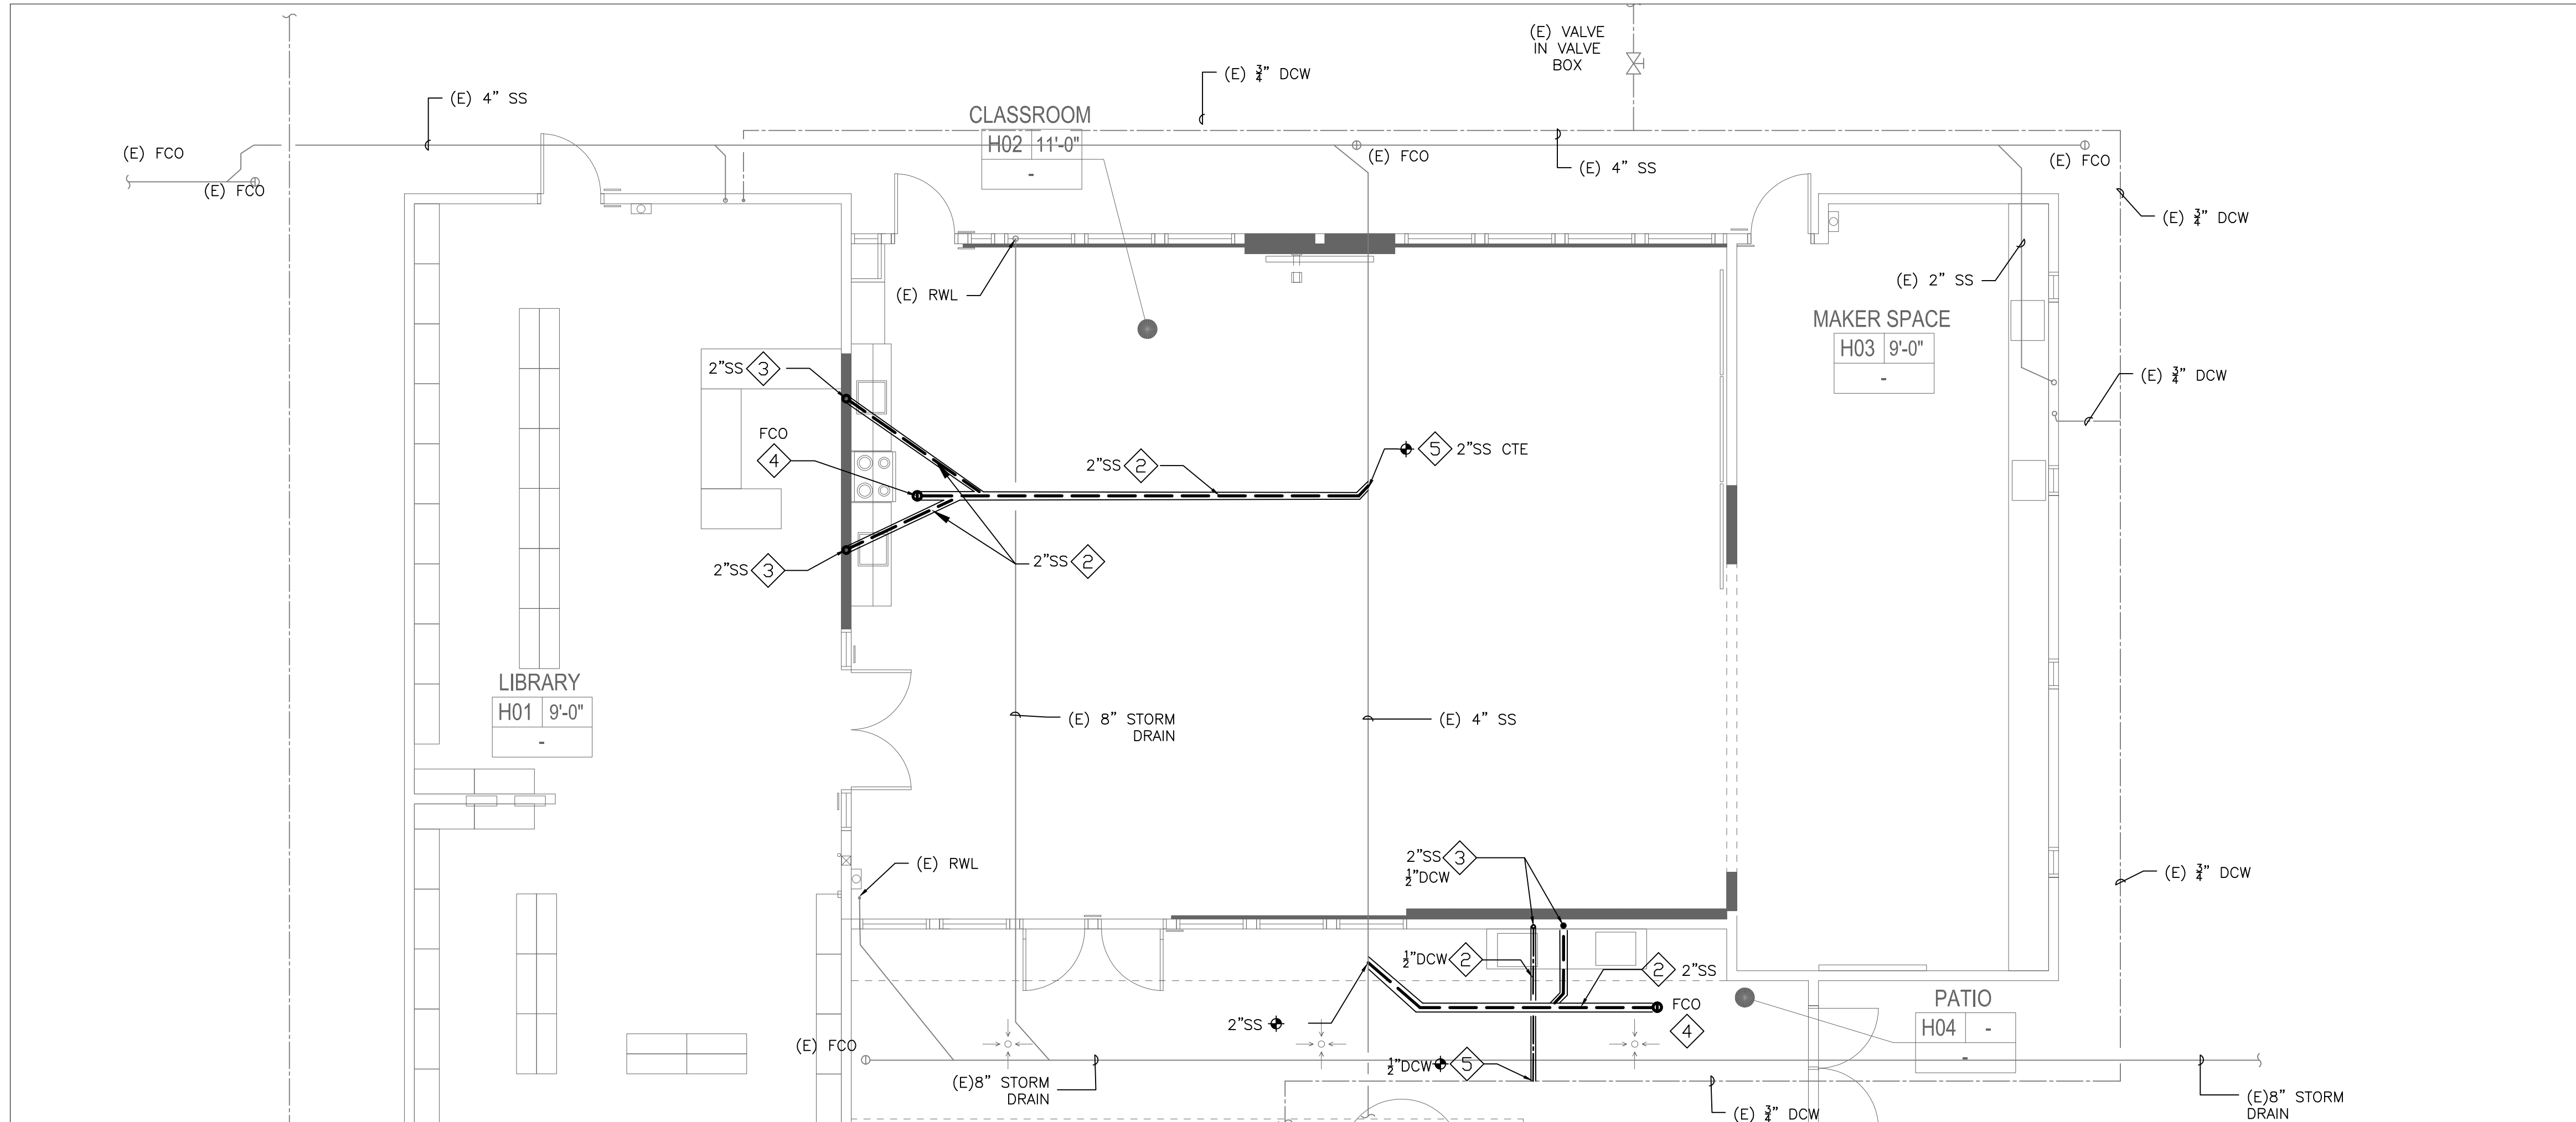 (E) VALVE
IN VALVE
BOX
(E) 3/4" DCW
(E) 4" SS
CLASSROOM
H02 11'-0"
-
(E) FCO
(E) FCO
(E) FCO
(E) 4" SS
(E) FCO
(E) 3/4" DCW
(E) RWL
(E) 2" SS
MAKER SPACE
H03 9'-0"
-
2"SS 3
(E) 3/4" DCW
FCO
4
2"SS 2
5 2"SS CTE
2"SS 3
2"SS 2
LIBRARY
H01 9'-0"
-
(E) 8" STORM
DRAIN
(E) 4" SS
(E) RWL
2"SS 3
1/2"DCW
(E) 3/4" DCW
1/2"DCW 2
2 2"SS
FCO
4
PATIO
H04 -
-
2"SS
(E) FCO
1/2"DCW 5
(E)8" STORM
DRAIN
(E) 3/4" DCW
(E)8" STORM
DRAIN